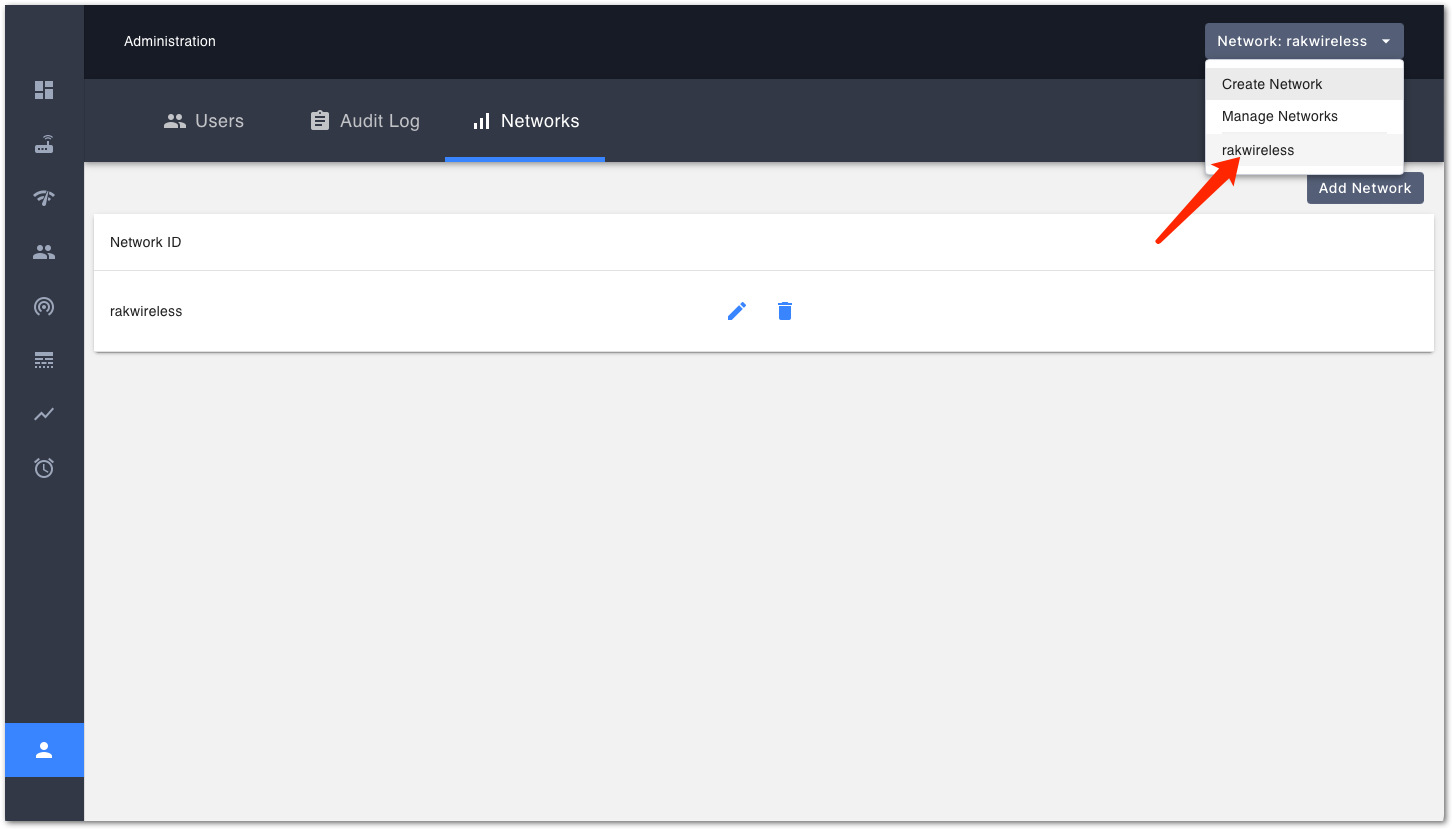 Administration
Network: rakwireless
Create Network
Manage Networks
rakwireless
Users
Audit Log
Networks
Add Network
Network ID
rakwireless